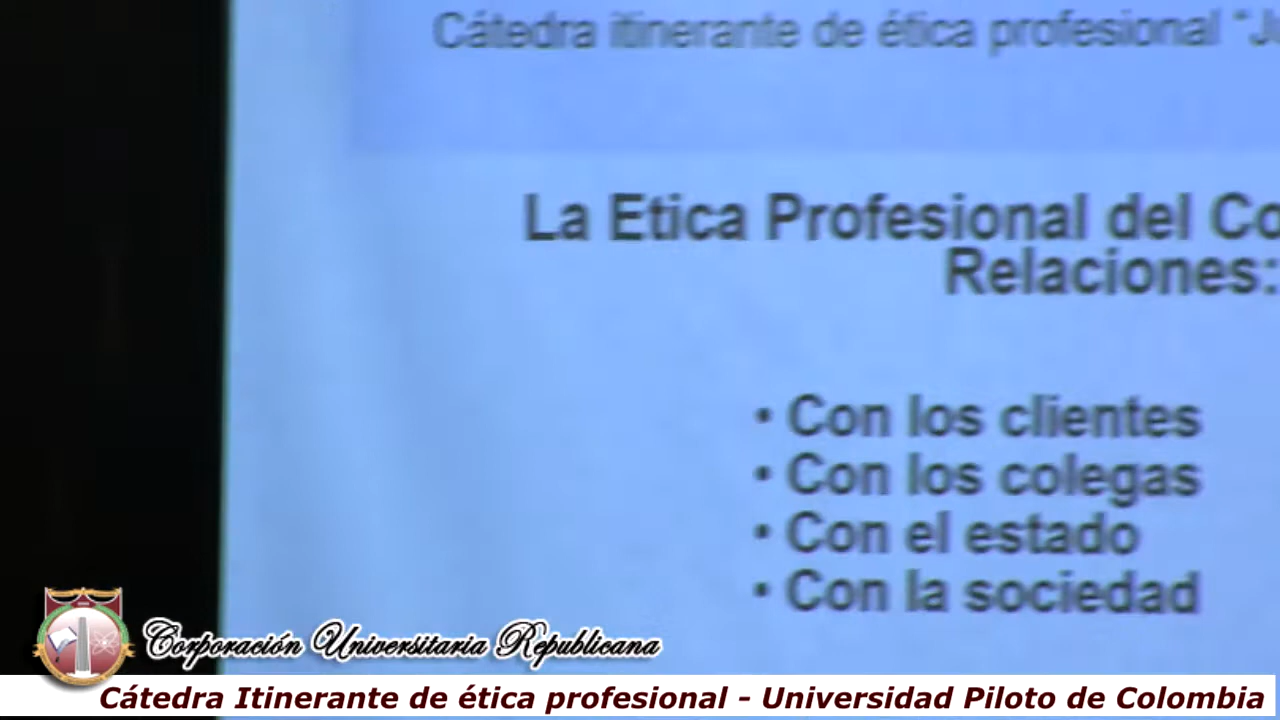 Cátedra itinerante de ética profesional
La Etica Profesional del
Relaciones:
• Con los clientes
• Con los colegas
• Con el estado
• Con la sociedad
Corporación Universitaria Republicana
Cátedra Itinerante de ética profesional - Universidad Piloto de Colombia